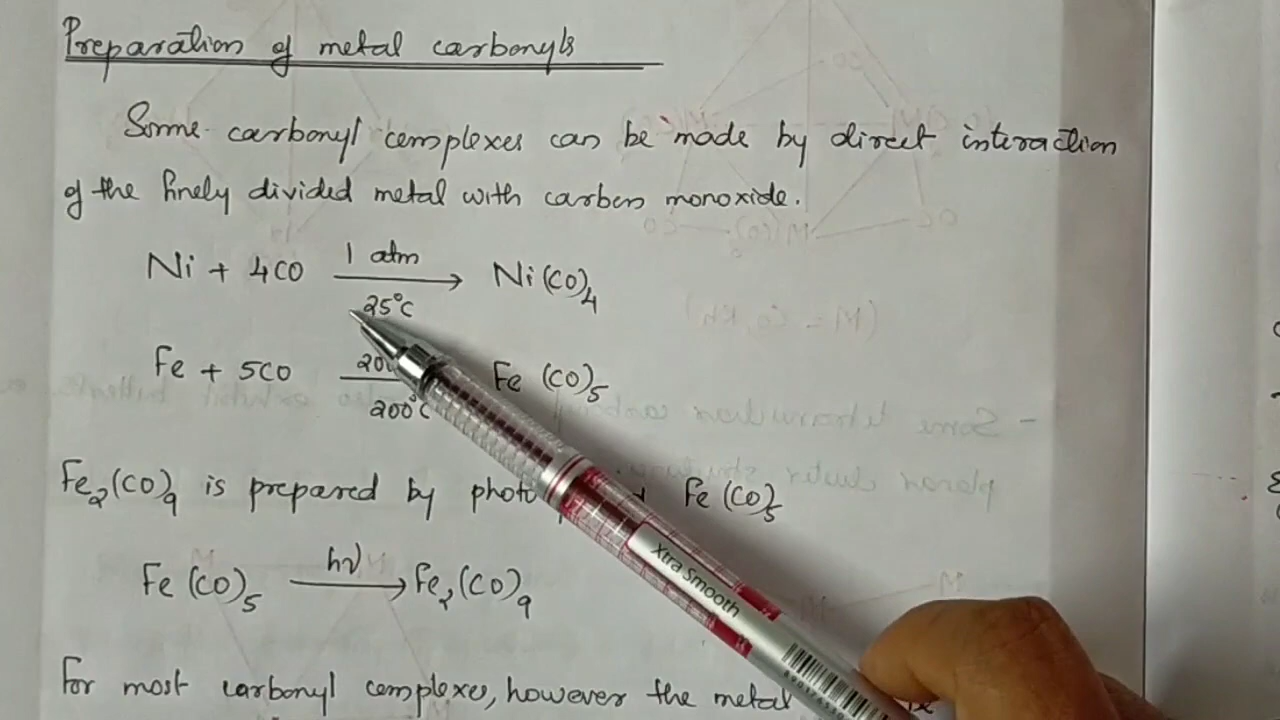 Preparation of metal carbonyls
Some carbonyl complexes can be made by direct interaction
of the finely divided metal with carbon monoxide.
Ni + 4CO 1 atm 25°C → Ni(CO)4
Fe + 5CO 200°C Fe (CO)5
Fe2(CO)9 is prepared by Fe (CO)5
Fe (CO)5 hν → Fe2(CO)9
For most carbonyl complexes, however the metal
Xtra Smooth